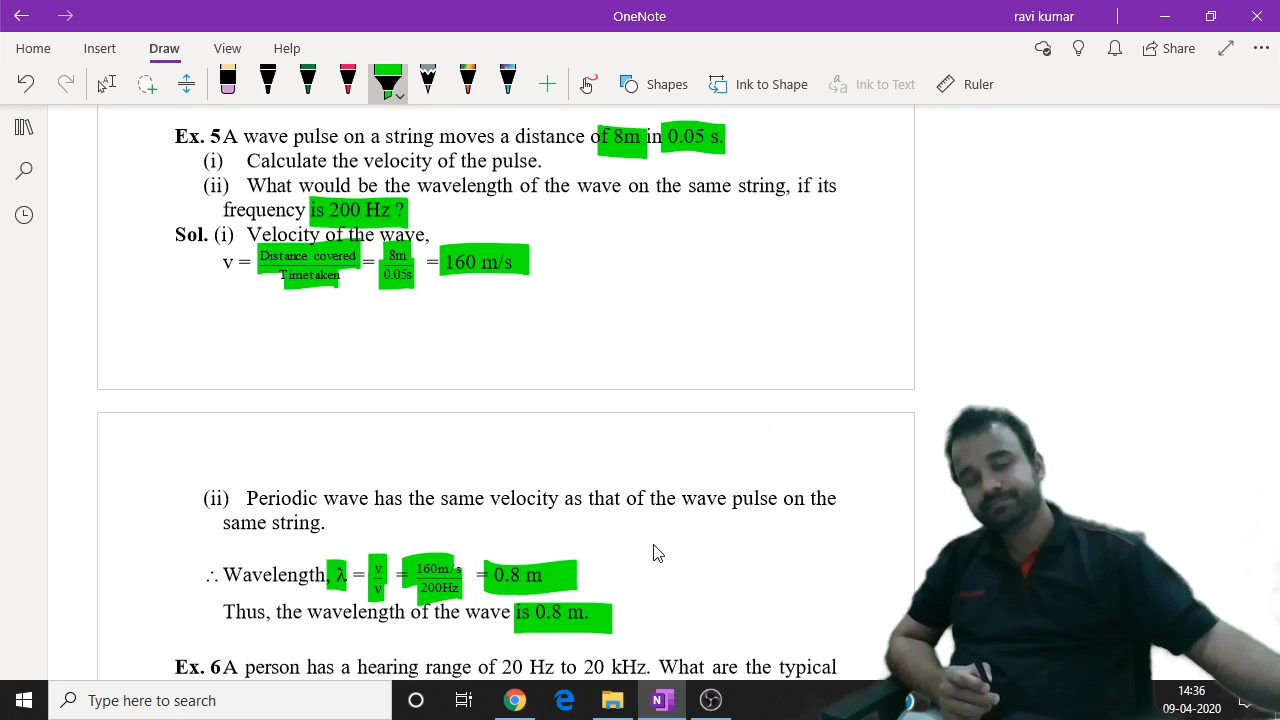 OneNote
ravi kumar
Home Insert Draw View Help
Share
Shapes Ink to Shape Ink to Text Ruler
Ex. 5 A wave pulse on a string moves a distance of 8m in 0.05 s.
(i) Calculate the velocity of the pulse.
(ii) What would be the wavelength of the wave on the same string, if its
frequency is 200 Hz ?
Sol. (i) Velocity of the wave,
v = Distance covered / Time taken = 8m / 0.05s = 160 m/s
(ii) Periodic wave has the same velocity as that of the wave pulse on the
same string.
∴ Wavelength, λ = v / ν = 160m/s / 200Hz = 0.8 m
Thus, the wavelength of the wave is 0.8 m.
Ex. 6 A person has a hearing range of 20 Hz to 20 kHz. What are the typical
Type here to search
14:36
09-04-2020